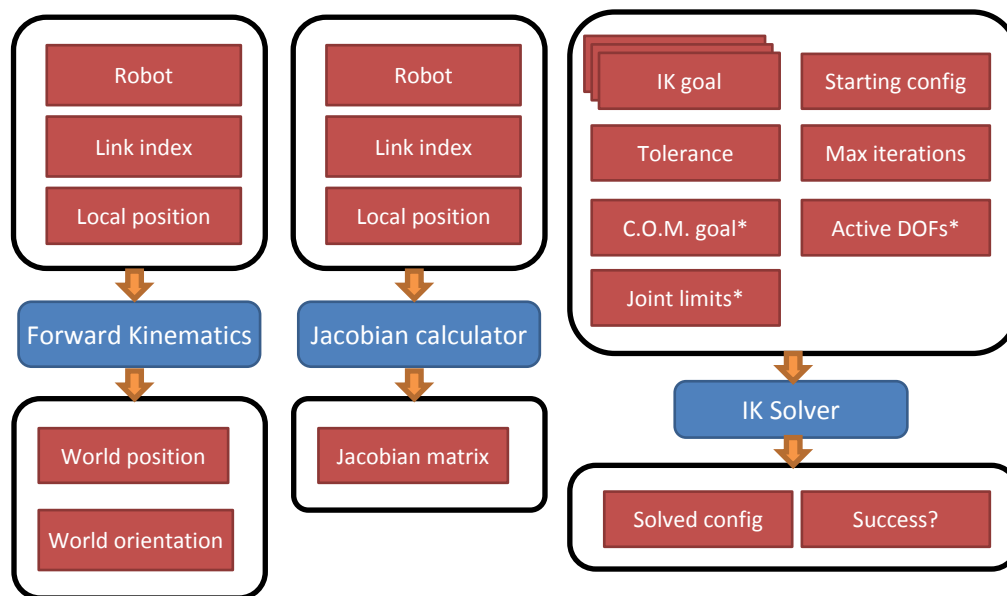 Robot
Link index
Local position
Forward Kinematics
World position
World orientation
Robot
Link index
Local position
Jacobian calculator
Jacobian matrix
IK goal
Starting config
Tolerance
Max iterations
C.O.M. goal*
Active DOFs*
Joint limits*
IK Solver
Solved config
Success?